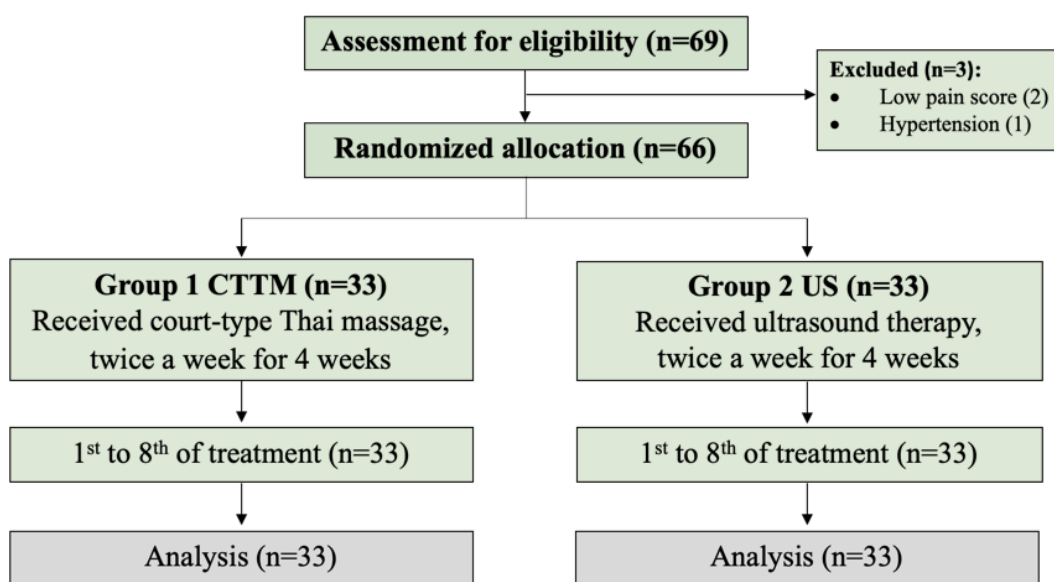 Assessment for eligibility (n=69)
Excluded (n=3):
• Low pain score (2)
• Hypertension (1)
Randomized allocation (n=66)
Group 1 CTTM (n=33)
Received court-type Thai massage,
twice a week for 4 weeks
Group 2 US (n=33)
Received ultrasound therapy,
twice a week for 4 weeks
1st to 8th of treatment (n=33)
1st to 8th of treatment (n=33)
Analysis (n=33)
Analysis (n=33)